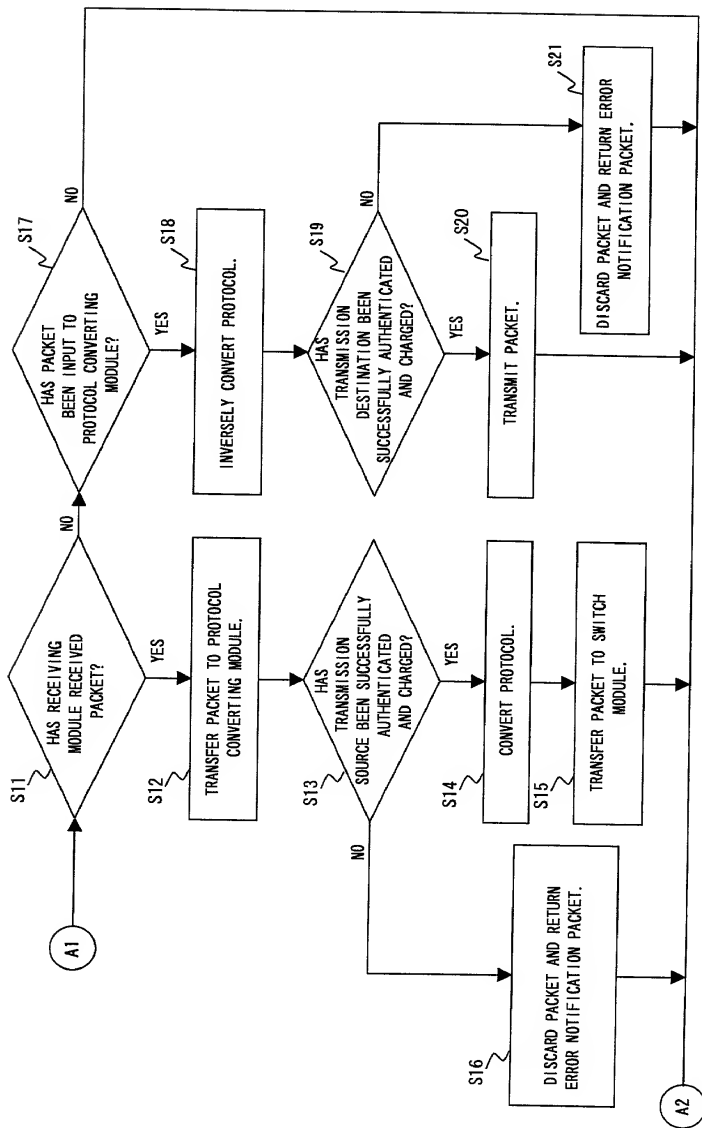 A1
S11
HAS RECEIVING
MODULE RECEIVED
PACKET?
NO
YES
S12
TRANSFER PACKET TO PROTOCOL
CONVERTING MODULE.
S13
HAS
TRANSMISSION
SOURCE BEEN SUCCESSFULLY
AUTHENTICATED
AND CHARGED?
NO
YES
S14
CONVERT PROTOCOL.
S15
TRANSFER PACKET TO SWITCH
MODULE.
S16
DISCARD PACKET AND RETURN
ERROR NOTIFICATION PACKET.
S17
HAS PACKET
BEEN INPUT TO
PROTOCOL CONVERTING
MODULE?
NO
YES
S18
INVERSELY CONVERT PROTOCOL.
S19
HAS
TRANSMISSION
DESTINATION BEEN
SUCCESSFULLY AUTHENTICATED
AND CHARGED?
NO
YES
S20
TRANSMIT PACKET.
S21
DISCARD PACKET AND RETURN ERROR
NOTIFICATION PACKET.
A2